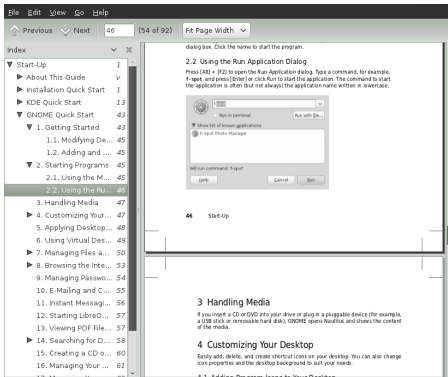 File Edit View Go Help
Previous Next 46 (54 of 92) Fit Page Width
Index
Start-Up 1
About This Guide v
Installation Quick Start 1
KDE Quick Start 13
GNOME Quick Start 43
1. Getting Started 43
1.1. Modifying De... 45
1.2. Adding and ... 45
2. Starting Programs 45
2.1. Using the M... 45
2.2. Using the Ru... 46
3. Handling Media 47
4. Customizing Your... 47
5. Applying Desktop... 48
6. Using Virtual Des... 49
7. Managing Files a... 50
8. Browsing the Inte... 53
9. Managing Passwo... 54
10. E-Mailing and C... 55
11. Instant Messagi... 56
12. Starting LibreO... 57
13. Viewing PDF File... 57
14. Searching for D... 58
15. Creating a CD o... 60
16. Managing Your ... 61
dialog box. Click the name to start the program.
2.2 Using the Run Application Dialog
Press [Alt] + [F2] to open the Run Application dialog. Type a command, for example,
f-spot, and press [Enter] or click Run to start the application. The command to start
the application is often (but not always) the application name written in lowercase.
f-spot
Run in terminal Run with file...
Show list of known applications
F-Spot Photo Manager
Will run command: f-spot
Help Cancel Run
46 Start-Up
3 Handling Media
If you insert a CD or DVD into your drive or plug in a pluggable device (for example,
a USB stick or removable hard disk), GNOME opens Nautilus and shows the content
of the media.
4 Customizing Your Desktop
Easily add, delete, and create shortcut icons on your desktop. You can also change
icon properties and the desktop background to suit your needs.
4.1 Adding Program Icons to Your Desktop